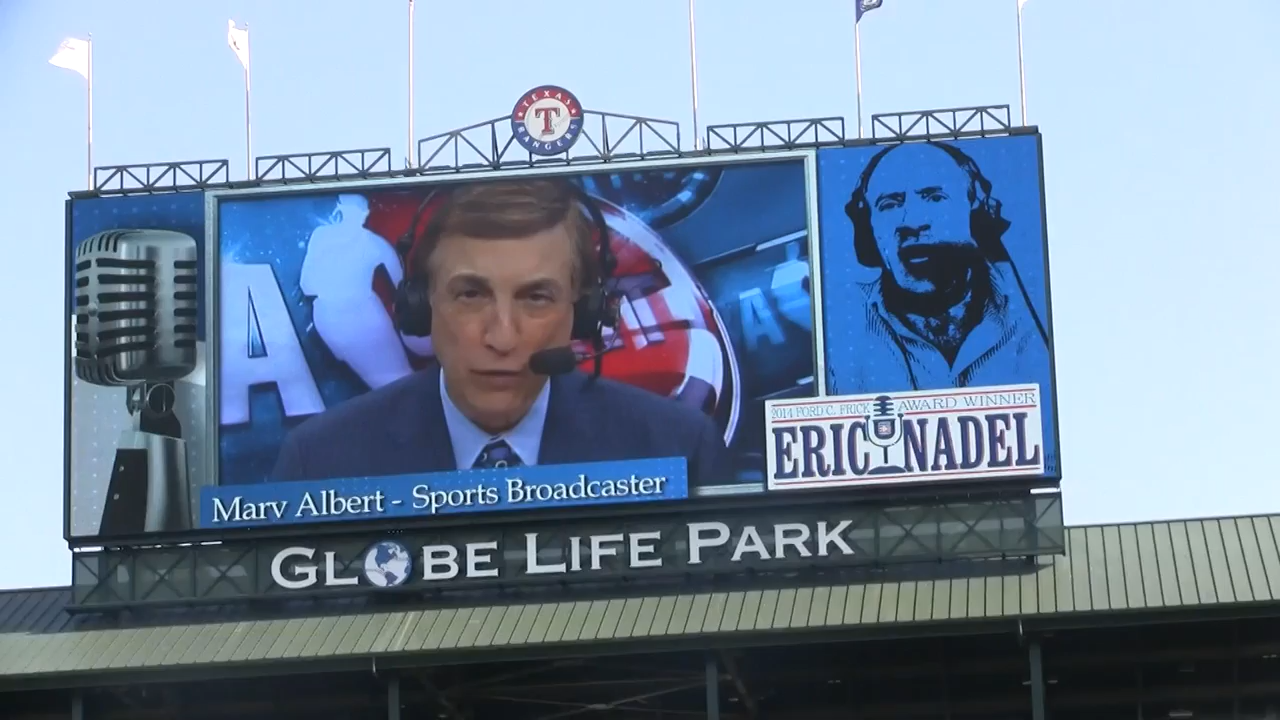 TEXAS
T
RANGERS
A
A
2014 FORD C. FRICK AWARD WINNER
ERIC NADEL
Marv Albert - Sports Broadcaster
GLOBE LIFE PARK